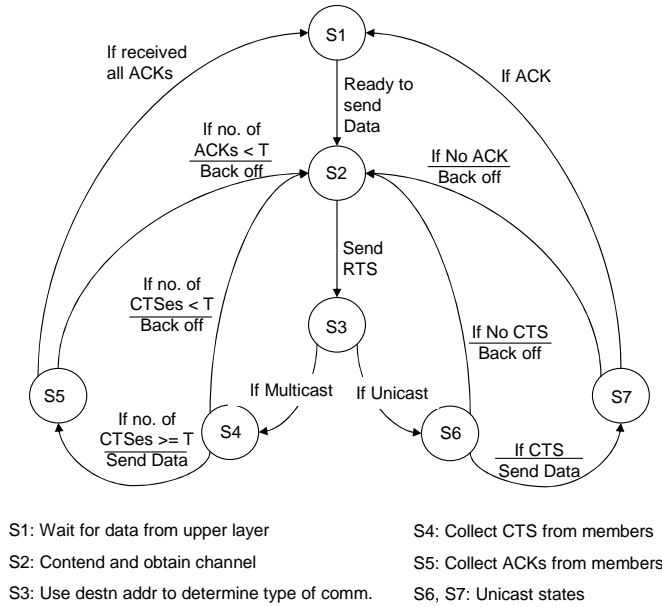 S1
If received
all ACKs
If ACK
Ready to
send
Data
If no. of
ACKs < T
Back off
S2
If No ACK
Back off
Send
RTS
If no. of
CTSes < T
Back off
S3
If No CTS
Back off
S5
If Multicast
If Unicast
S7
If no. of
CTSes >= T
Send Data
S4
S6
If CTS
Send Data
S1: Wait for data from upper layer
S2: Contend and obtain channel
S3: Use destn addr to determine type of comm.
S4: Collect CTS from members
S5: Collect ACKs from members
S6, S7: Unicast states